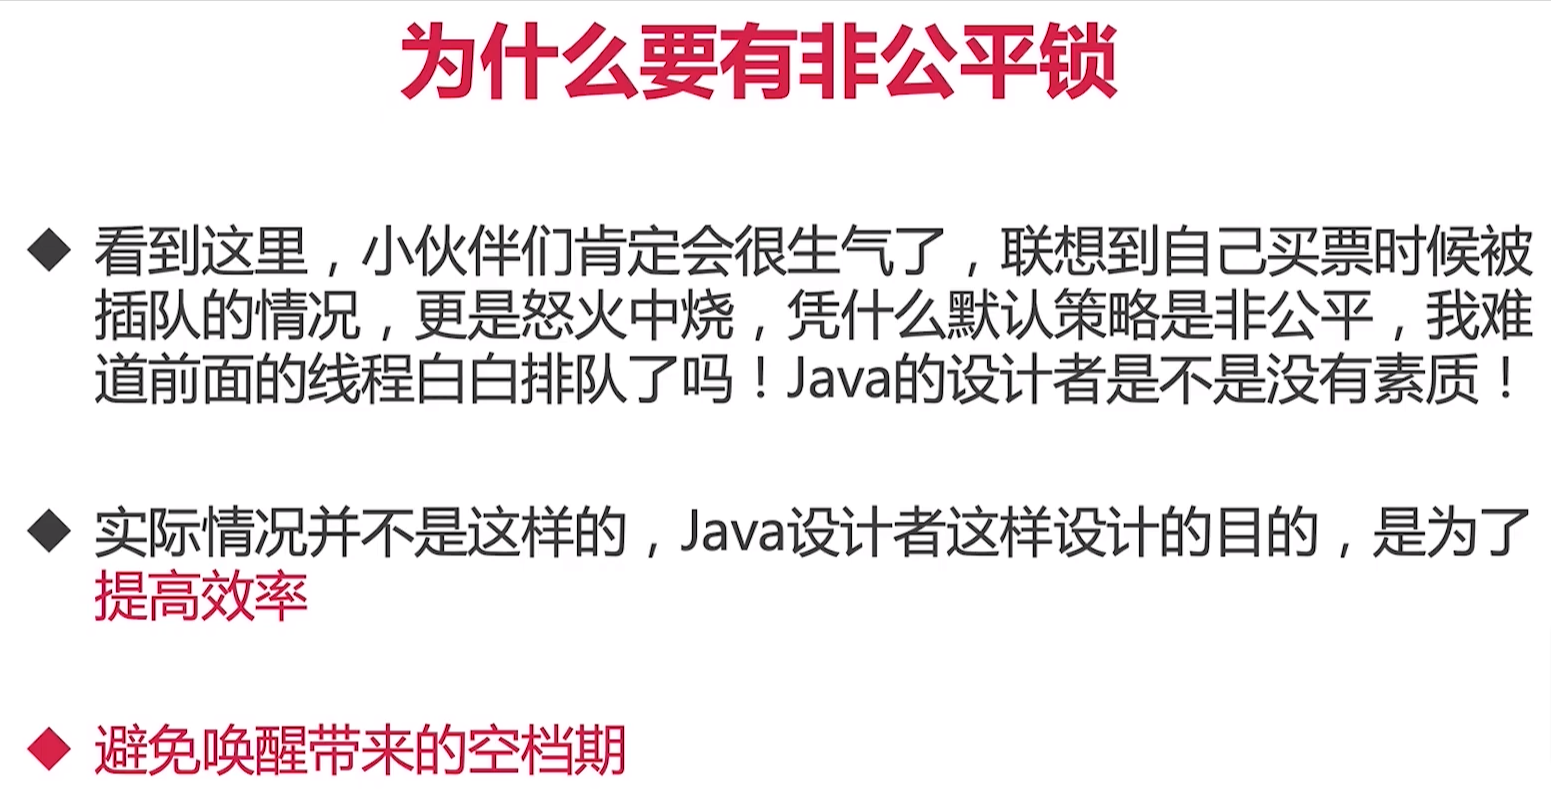 为什么要有非公平锁
看到这里，小伙伴们肯定会很生气了，联想到自己买票时候被
插队的情况，更是怒火中烧，凭什么默认策略是非公平，我难
道前面的线程白白排队了吗！Java的设计者是不是没有素质！
实际情况并不是这样的，Java设计者这样设计的目的，是为了
提高效率
避免唤醒带来的空档期